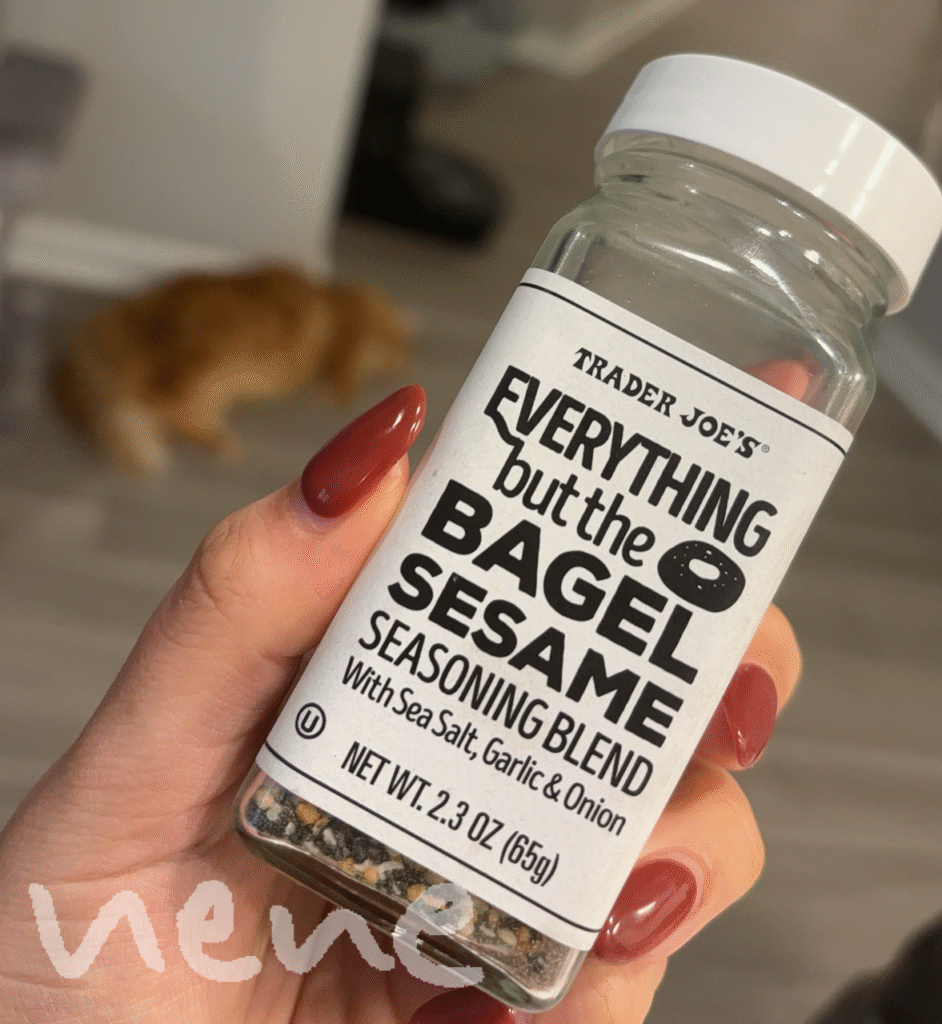 TRADER JOE'S®
EVERYTHING
but the
BAGEL
SESAME
SEASONING BLEND
With Sea Salt, Garlic & Onion
U
NET WT. 2.3 OZ (65g)
nene